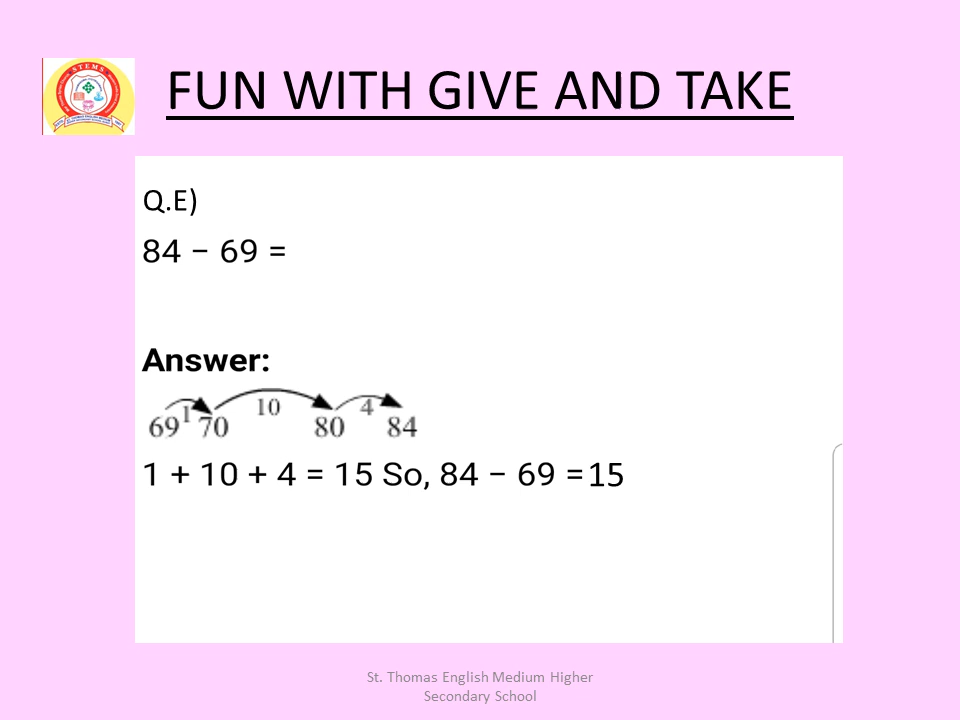 FUN WITH GIVE AND TAKE
STEMS
Q.E)
84 − 69 =
Answer:
1 10 4
69 70 80 84
1 + 10 + 4 = 15 So, 84 − 69 =15
St. Thomas English Medium Higher
Secondary School